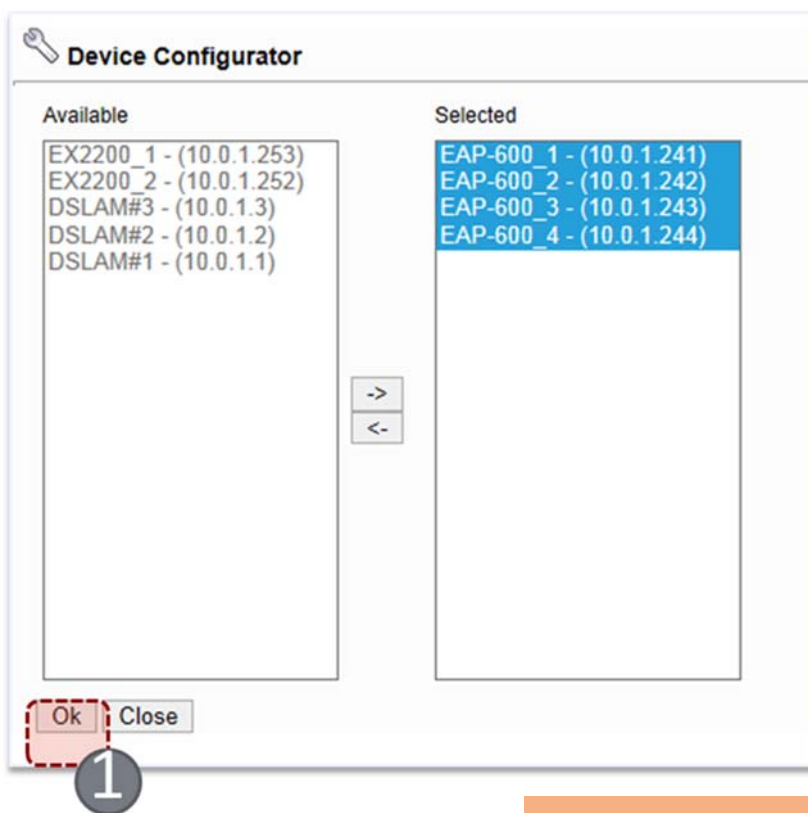 Device Configurator
Available
EX2200_1 - (10.0.1.253)
EX2200_2 - (10.0.1.252)
DSLAM#3 - (10.0.1.3)
DSLAM#2 - (10.0.1.2)
DSLAM#1 - (10.0.1.1)
Selected
EAP-600_1 - (10.0.1.241)
EAP-600_2 - (10.0.1.242)
EAP-600_3 - (10.0.1.243)
EAP-600_4 - (10.0.1.244)
->
<-
Ok Close
1